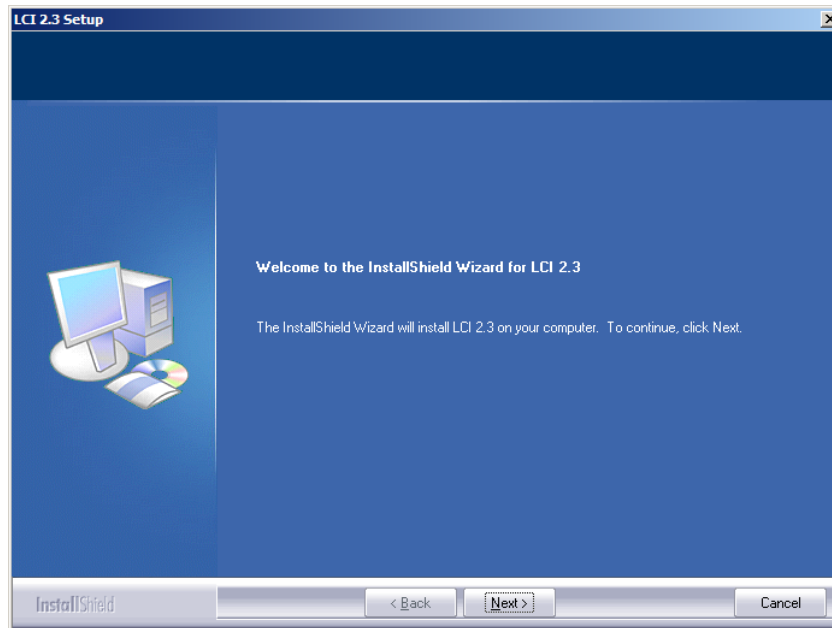 LCI 2.3 Setup
Welcome to the InstallShield Wizard for LCI 2.3
The InstallShield Wizard will install LCI 2.3 on your computer. To continue, click Next.
InstallShield
< Back
Next >
Cancel